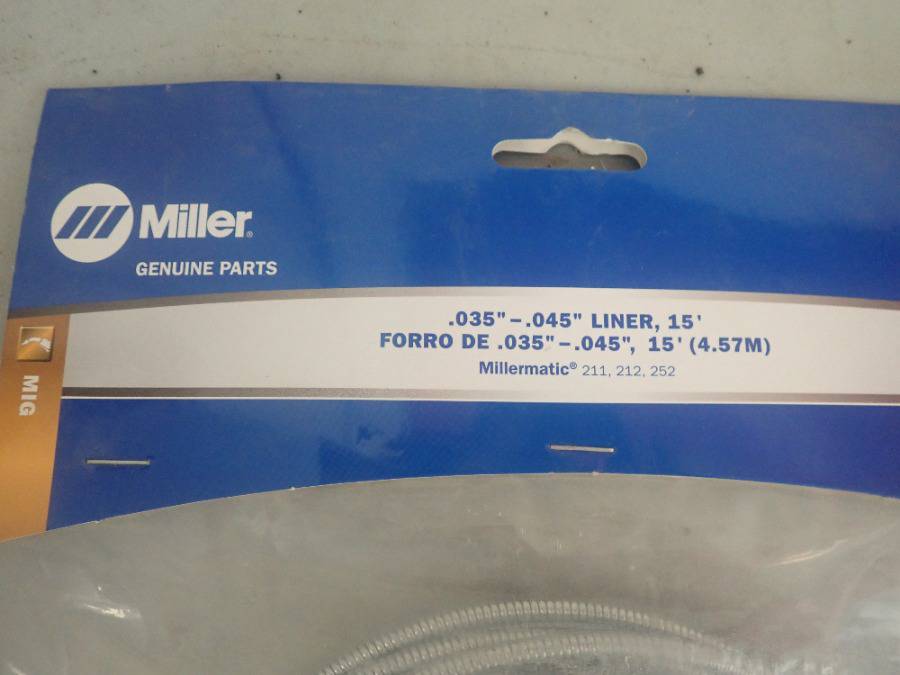 Miller®
GENUINE PARTS
.035"–.045" LINER, 15'
FORRO DE .035"–.045", 15' (4.57M)
Millermatic® 211, 212, 252
MIG